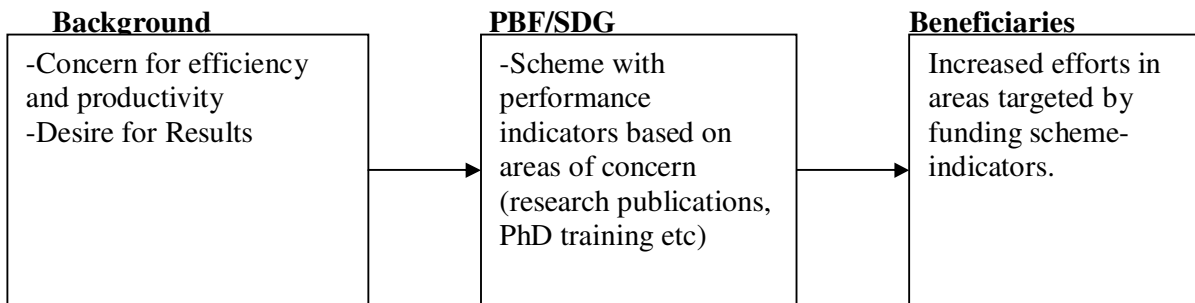 Background
-Concern for efficiency
and productivity
-Desire for Results
PBF/SDG
-Scheme with
performance
indicators based on
areas of concern
(research publications,
PhD training etc)
Beneficiaries
Increased efforts in
areas targeted by
funding scheme-
indicators.